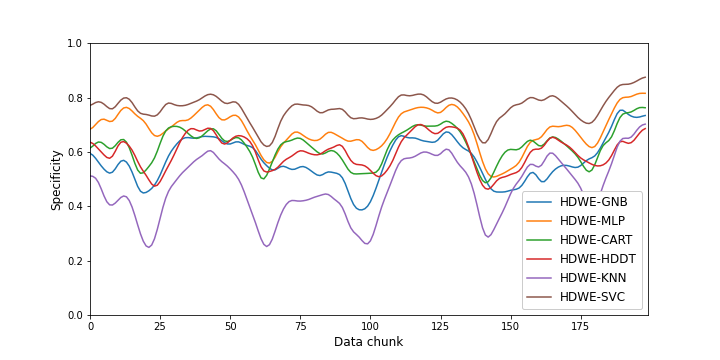 1.0
0.8
0.6
0.4
0.2
0.0
Specificity
0
25
50
75
100
125
150
175
Data chunk
HDWE-GNB
HDWE-MLP
HDWE-CART
HDWE-HDDT
HDWE-KNN
HDWE-SVC